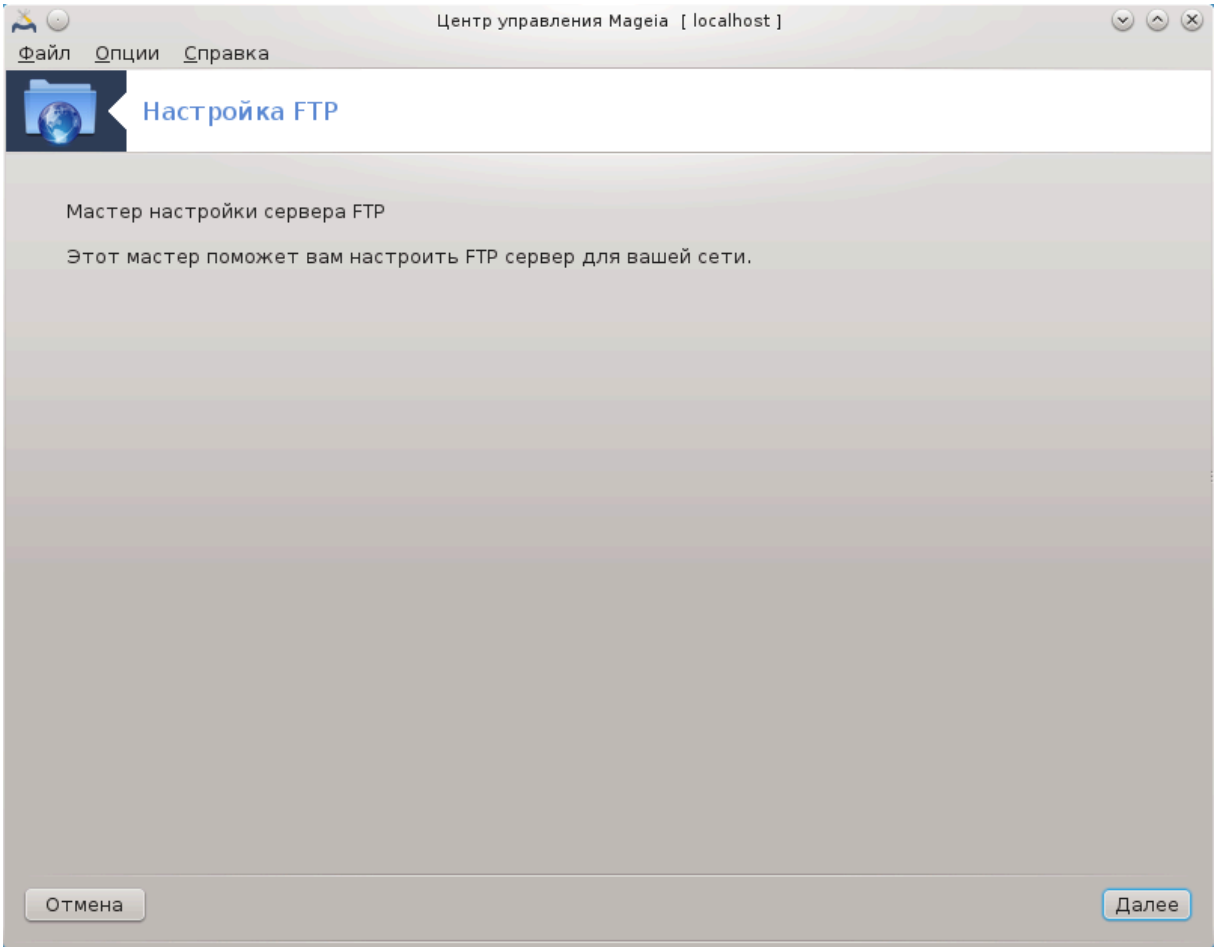 Центр управления Mageia [ localhost ]
Файл Опции Справка
Настройка FTP
Мастер настройки сервера FTP
Этот мастер поможет вам настроить FTP сервер для вашей сети.
Отмена Далее